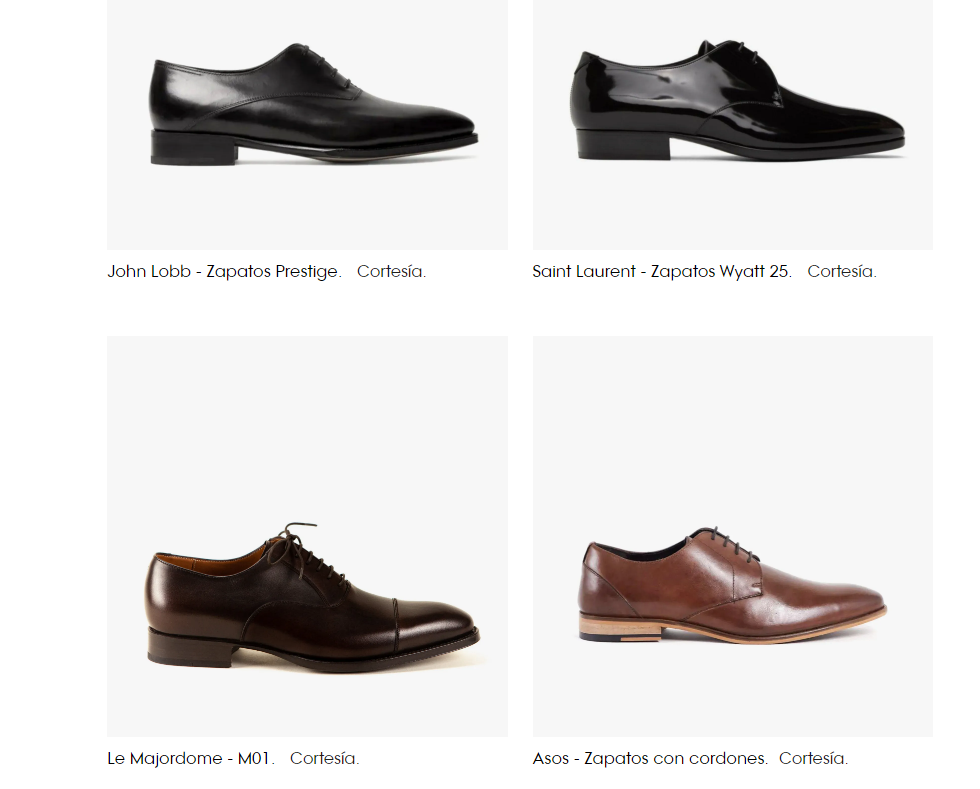 John Lobb - Zapatos Prestige. Cortesía.
Saint Laurent - Zapatos Wyatt 25. Cortesía.
Le Majordome - M01. Cortesía.
Asos - Zapatos con cordones. Cortesía.